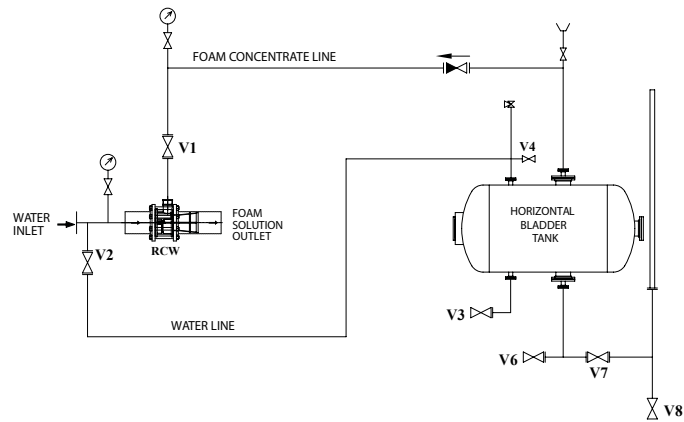 FOAM CONCENTRATE LINE
V1
V4
WATER
INLET
FOAM
SOLUTION
OUTLET
HORIZONTAL
BLADDER
TANK
V2
RCW
V3
WATER LINE
V6
V7
V8